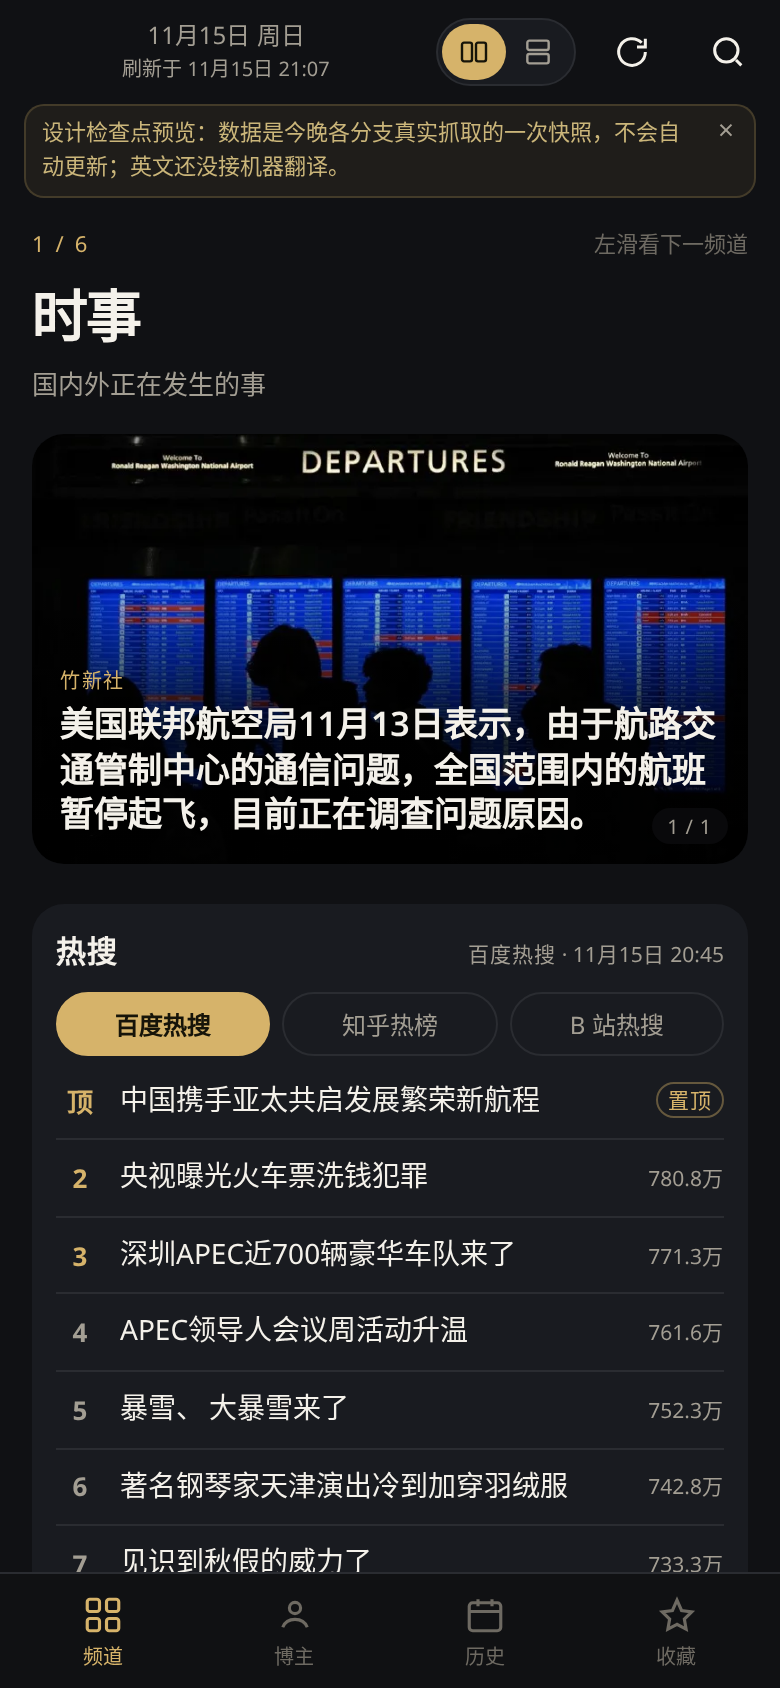 11月15日 周日
刷新于 11月15日 21:07
设计检查点预览：数据是今晚各分支真实抓取的一次快照，不会自
动更新；英文还没接机器翻译。
×
1 / 6
左滑看下一频道
时事
国内外正在发生的事
Welcome To
Ronald Reagan Washington National Airport
DEPARTURES
Welcome To
Ronald Reagan Washington National Airport
竹新社
美国联邦航空局11月13日表示，由于航路交
通管制中心的通信问题，全国范围内的航班
暂停起飞，目前正在调查问题原因。
1 / 1
热搜
百度热搜 · 11月15日 20:45
百度热搜
知乎热榜
B 站热搜
顶 中国携手亚太共启发展繁荣新航程 置顶
2 央视曝光火车票洗钱犯罪 780.8万
3 深圳APEC近700辆豪华车队来了 771.3万
4 APEC领导人会议周活动升温 761.6万
5 暴雪、 大暴雪来了 752.3万
6 著名钢琴家天津演出冷到加穿羽绒服 742.8万
7 见识到秋假的威力了 733.3万
频道
博主
历史
收藏